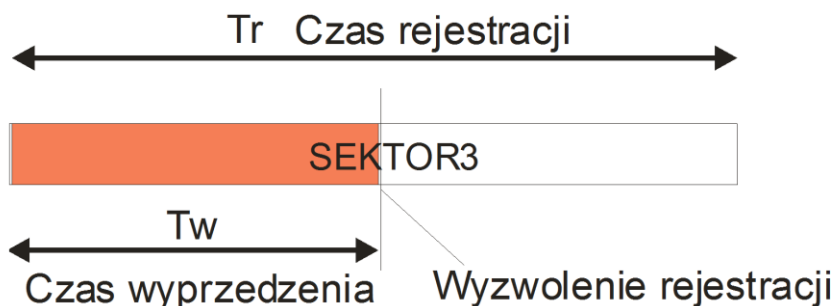 Tr Czas rejestracji
SEKTOR3
Tw
Czas wyprzedzenia
Wyzwolenie rejestracji